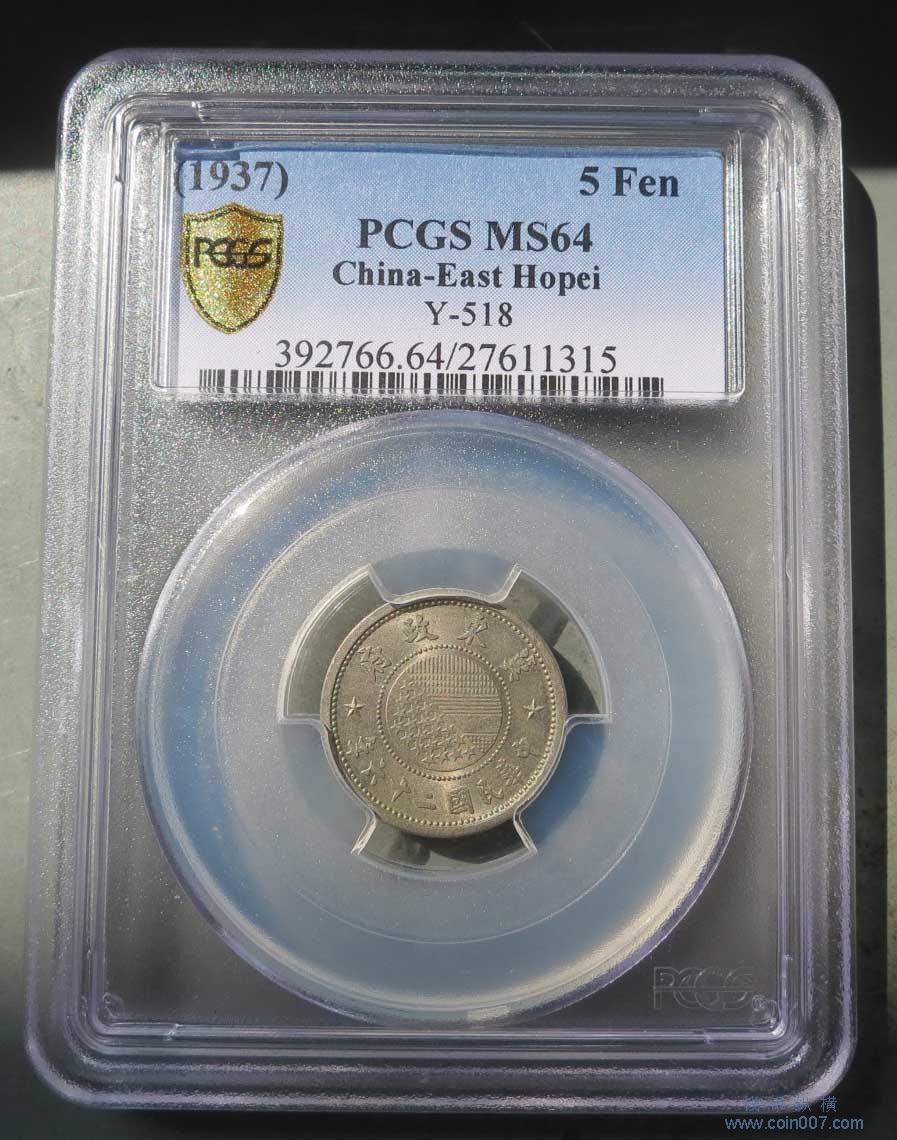 (1937) 5 Fen
PCGS
PCGS MS64
China-East Hopei
Y-518
392766.64/27611315
冀東政府
中華民國二十六年
PCGS
www.coin007.com